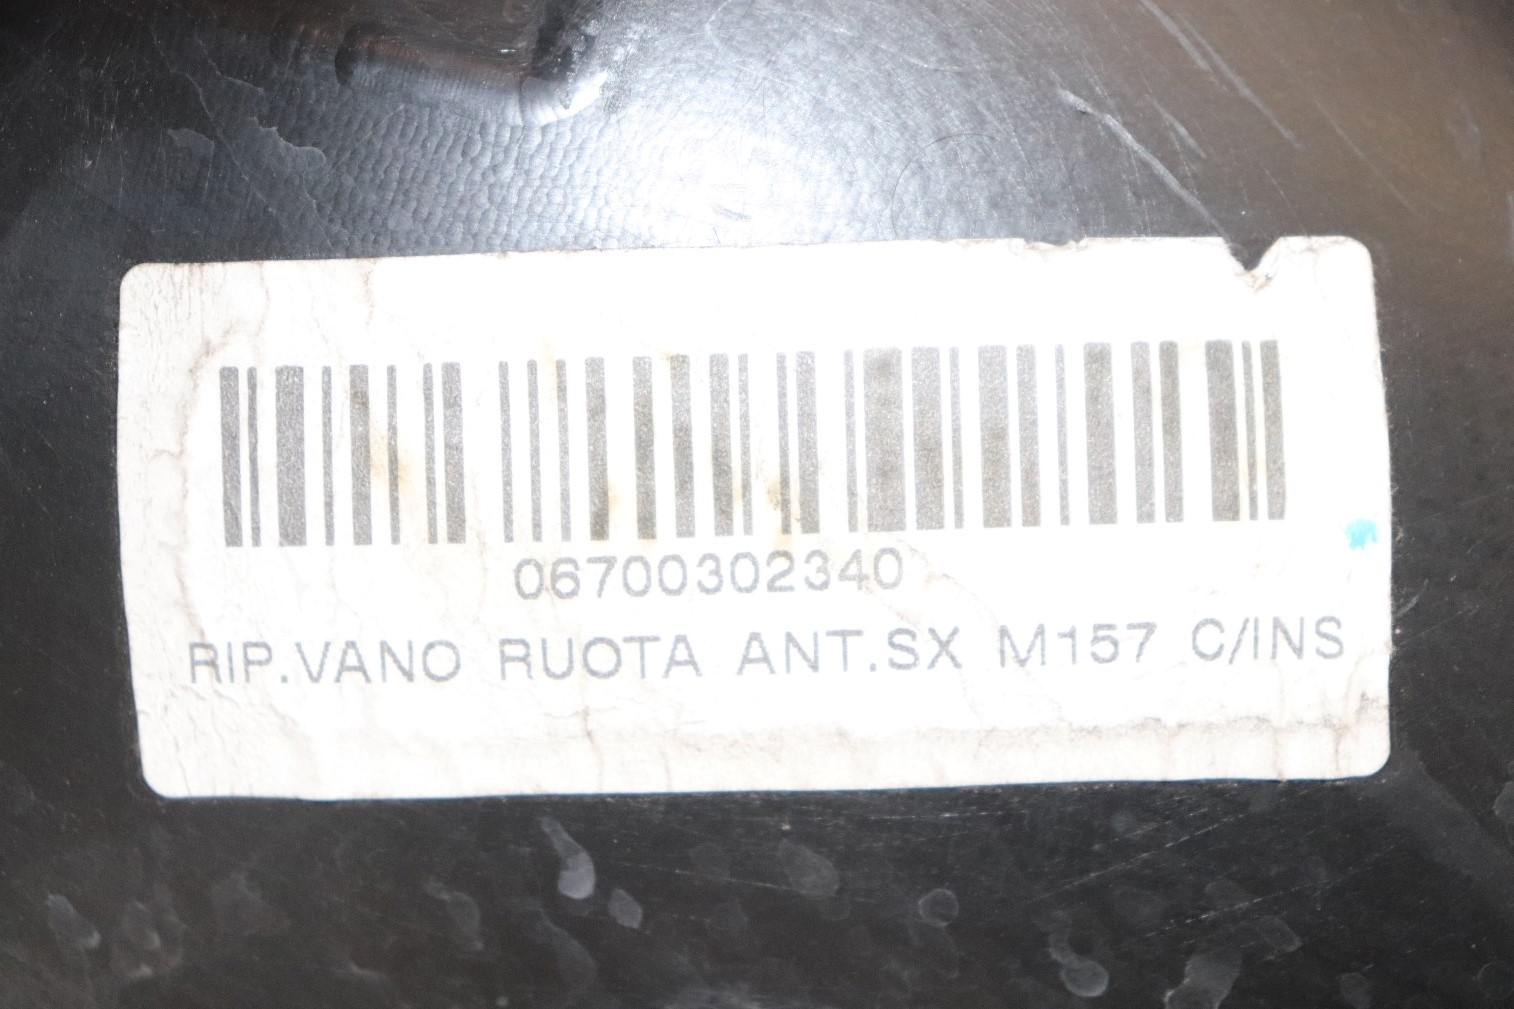 06700302340
RIP.VANO RUOTA ANT.SX M157 C/INS